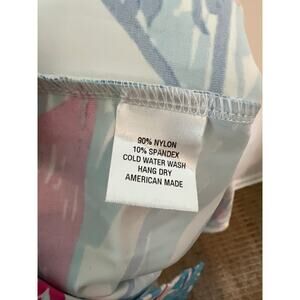 90% NYLON
10% SPANDEX
COLD WATER WASH
HANG DRY
AMERICAN MADE